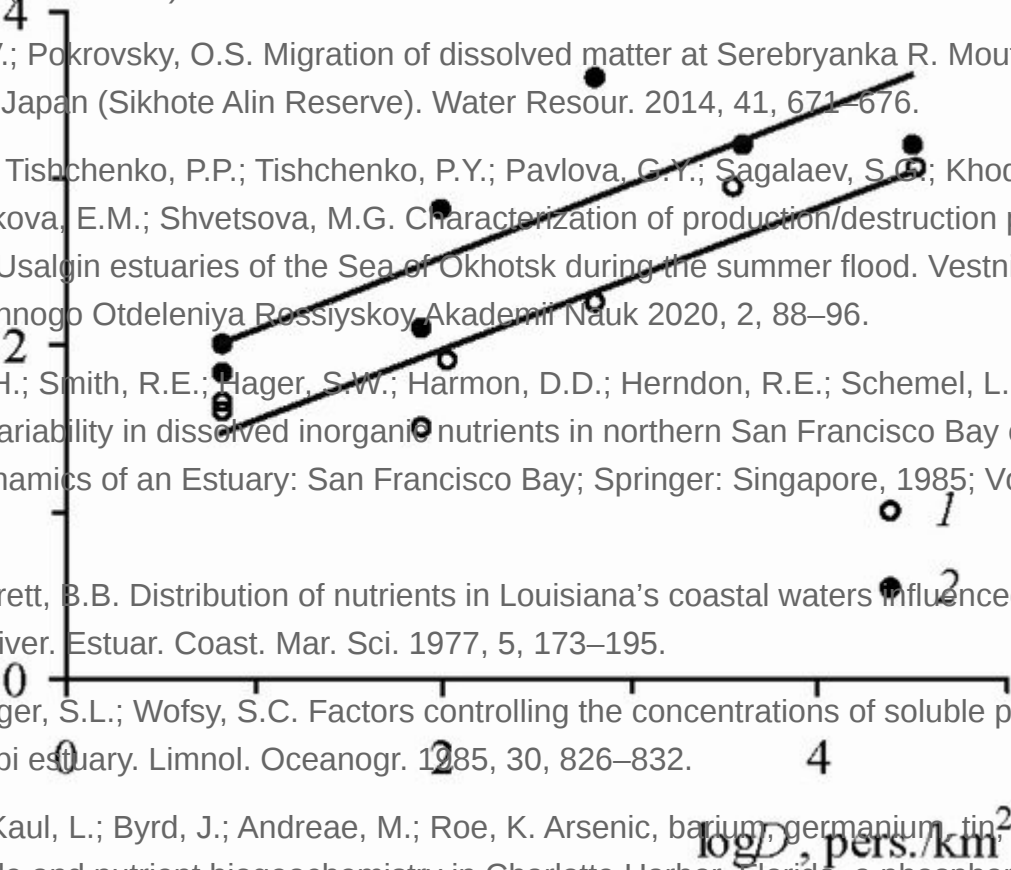 4
.; Pokrovsky, O.S. Migration of dissolved matter at Serebryanka R. Mou
Japan (Sikhote Alin Reserve). Water Resour. 2014, 41, 671–676.
Tishchenko, P.P.; Tishchenko, P.Y.; Pavlova, G.Y.; Sagalaev, S.G.; Khod
kova, E.M.; Shvetsova, M.G. Characterization of production/destruction p
Usalgin estuaries of the Sea of Okhotsk during the summer flood. Vestni
nnogo Otdeleniya Rossiyskoy Akademii Nauk 2020, 2, 88–96.
2
H.; Smith, R.E.; Hager, S.W.; Harmon, D.D.; Herndon, R.E.; Schemel, L.
ariability in dissolved inorganic nutrients in northern San Francisco Bay
namics of an Estuary: San Francisco Bay; Springer: Singapore, 1985; Vo
1
rett, B.B. Distribution of nutrients in Louisiana’s coastal waters influence
2
iver. Estuar. Coast. Mar. Sci. 1977, 5, 173–195.
0
ger, S.L.; Wofsy, S.C. Factors controlling the concentrations of soluble p
pi estuary. Limnol. Oceanogr. 1985, 30, 826–832.
0 2 4
Kaul, L.; Byrd, J.; Andreae, M.; Roe, K. Arsenic, barium, germanium, tin,
logD, pers./km²